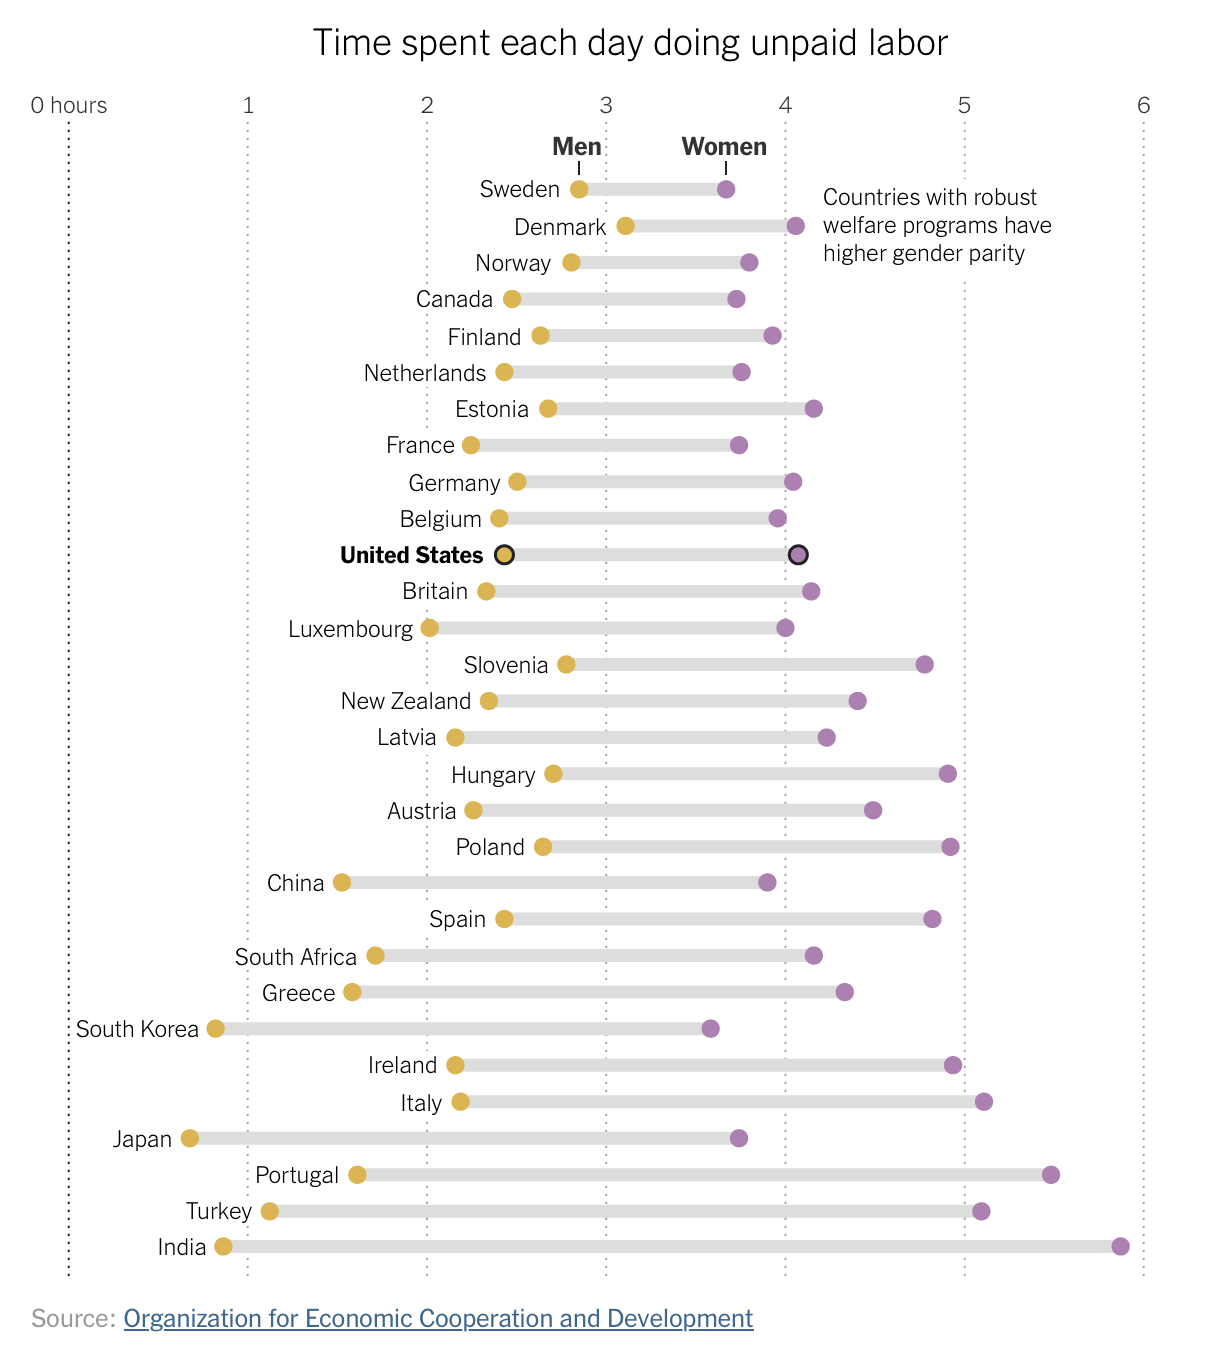 Time spent each day doing unpaid labor
0 hours 1 2 3 4 5 6
Men Women
Sweden
Countries with robust
Denmark
welfare programs have
higher gender parity
Norway
Canada
Finland
Netherlands
Estonia
France
Germany
Belgium
United States
Britain
Luxembourg
Slovenia
New Zealand
Latvia
Hungary
Austria
Poland
China
Spain
South Africa
Greece
South Korea
Ireland
Italy
Japan
Portugal
Turkey
India
Source: Organization for Economic Cooperation and Development